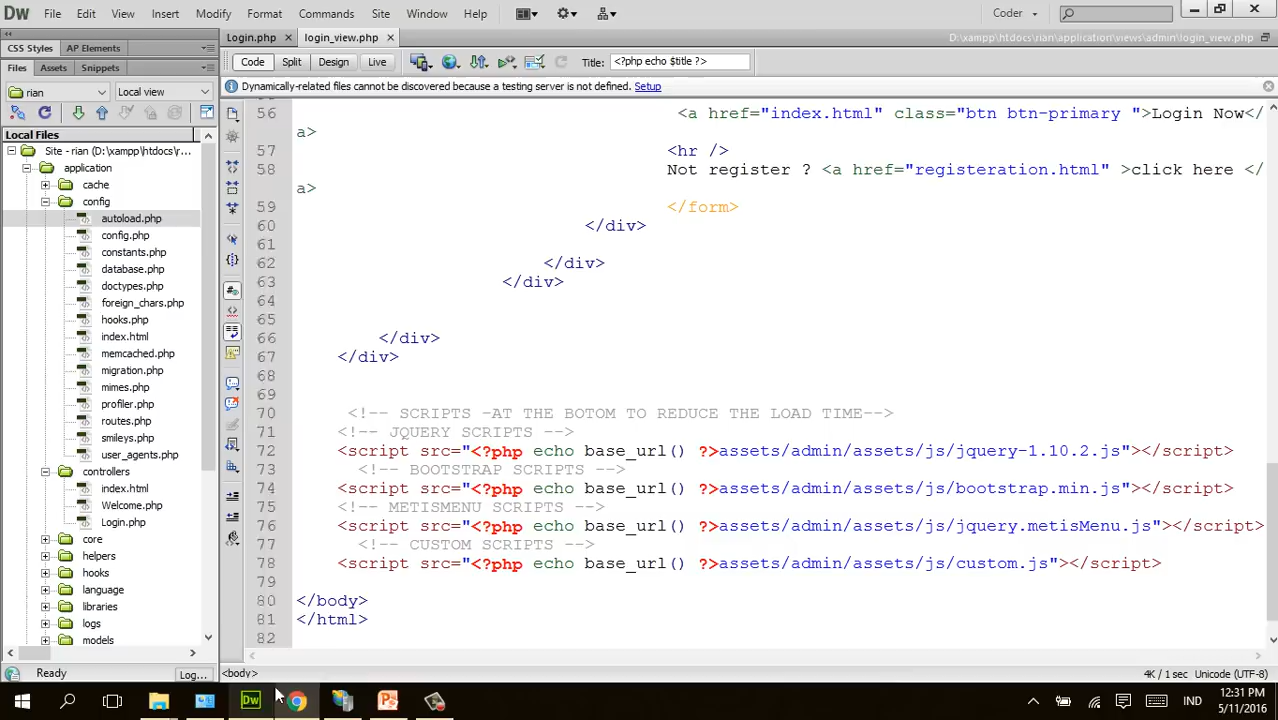 Dw File Edit View Insert Modify Format Commands Site Window Help Coder
CSS Styles AP Elements
Login.php login_view.php D:\xampp\htdocs\rian\application\views\admin\login_view.php
Files Assets Snippets
Code Split Design Live Title: <?php echo $title ?>
rian Local view
Dynamically-related files cannot be discovered because a testing server is not defined. Setup
Local Files
Site - rian (D:\xampp\htdocs\r...
application
cache
config
autoload.php
config.php
constants.php
database.php
doctypes.php
foreign_chars.php
hooks.php
index.html
memcached.php
migration.php
mimes.php
profiler.php
routes.php
smileys.php
user_agents.php
controllers
index.html
Welcome.php
Login.php
core
helpers
hooks
language
libraries
logs
models
Ready Log...
56 <a href="index.html" class="btn btn-primary ">Login Now</
a>
57 <hr />
58 Not register ? <a href="registeration.html" >click here </
a>
59 </form>
60 </div>
61
62 </div>
63 </div>
64
65
66 </div>
67 </div>
68
69
70 <!-- SCRIPTS -AT THE BOTOM TO REDUCE THE LOAD TIME-->
71 <!-- JQUERY SCRIPTS -->
72 <script src="<?php echo base_url() ?>assets/admin/assets/js/jquery-1.10.2.js"></script>
73 <!-- BOOTSTRAP SCRIPTS -->
74 <script src="<?php echo base_url() ?>assets/admin/assets/js/bootstrap.min.js"></script>
75 <!-- METISMENU SCRIPTS -->
76 <script src="<?php echo base_url() ?>assets/admin/assets/js/jquery.metisMenu.js"></script>
77 <!-- CUSTOM SCRIPTS -->
78 <script src="<?php echo base_url() ?>assets/admin/assets/js/custom.js"></script>
79
80 </body>
81 </html>
82
<body> 4K / 1 sec Unicode (UTF-8)
Dw IND 12:31 PM
5/11/2016